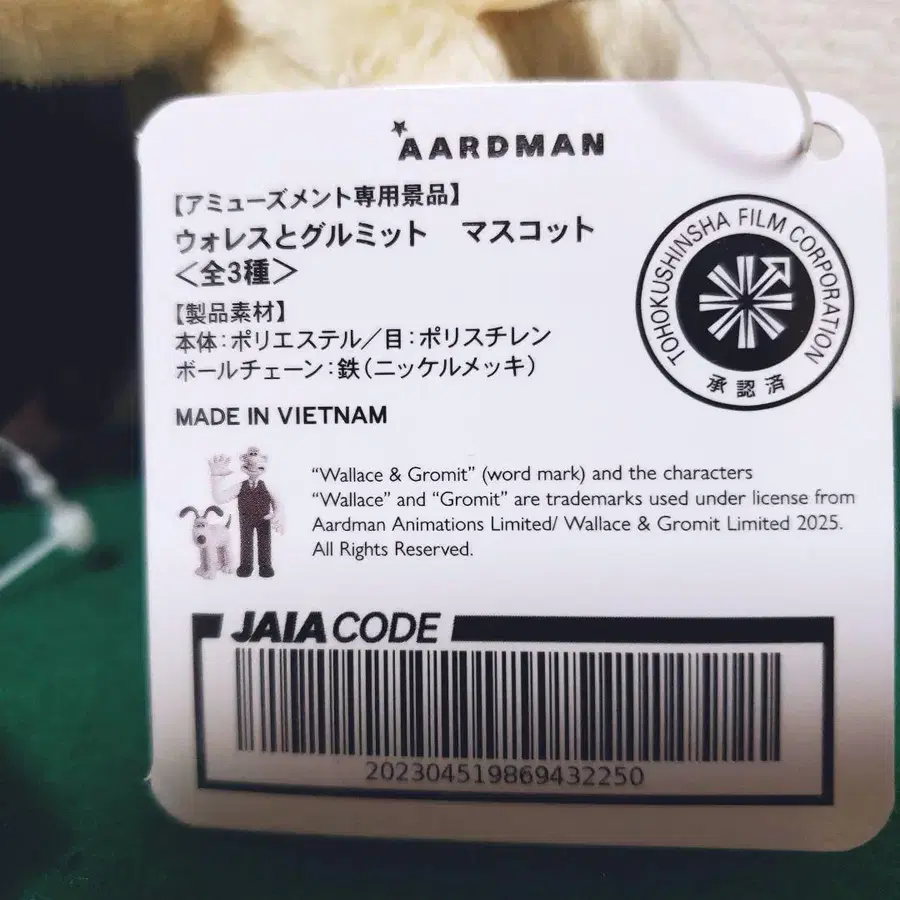 AARDMAN
【アミューズメント専用景品】
ウォレスとグルミット　マスコット
＜全3種＞
【製品素材】
本体：ポリエステル／目：ポリスチレン
ボールチェーン：鉄（ニッケルメッキ）
MADE IN VIETNAM
TOHOKUSHINSHA FILM CORPORATION
承認済
“Wallace & Gromit” (word mark) and the characters
“Wallace” and “Gromit” are trademarks used under license from
Aardman Animations Limited/ Wallace & Gromit Limited 2025.
All Rights Reserved.
JAIA CODE
202304519869432250